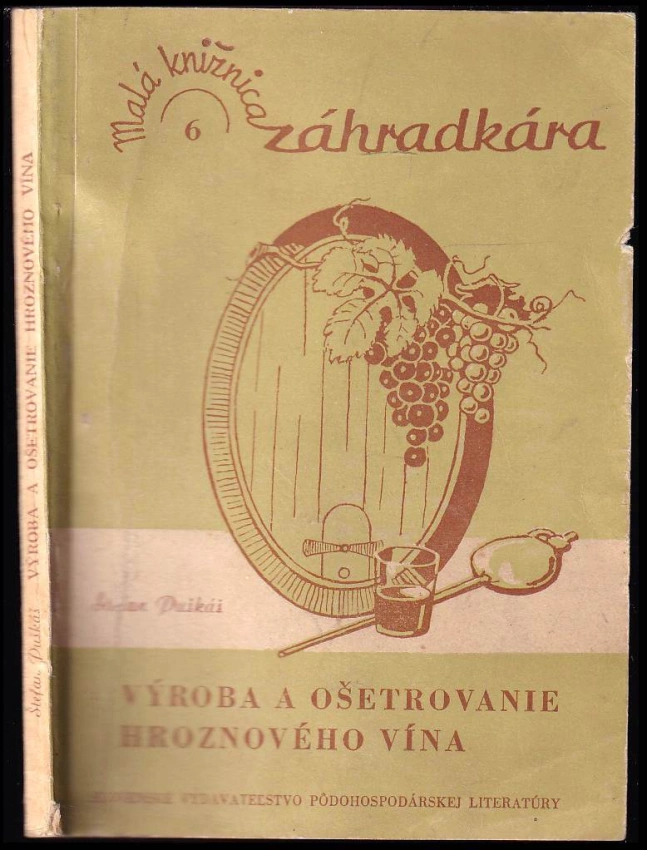 Malá knižnica
6
záhradkára
Štefan Puškáš
VÝROBA A OŠETROVANIE
HROZNOVÉHO VÍNA
SLOVENSKÉ VYDAVATEĽSTVO PÔDOHOSPODÁRSKEJ LITERATÚRY
Štefan Puškáš VÝROBA A OŠETROVANIE HROZNOVÉHO VÍNA